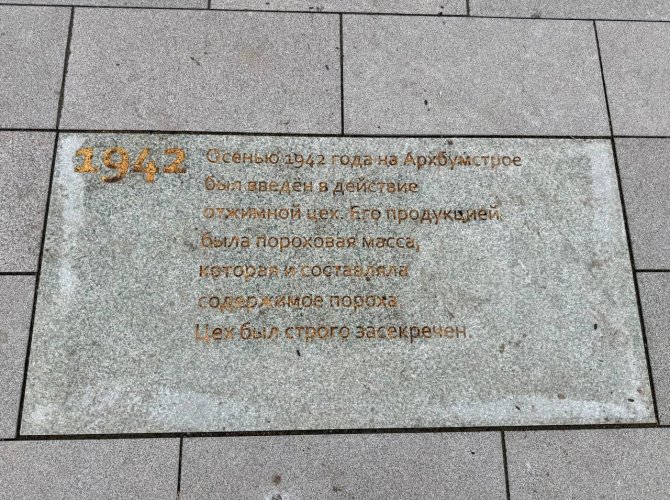 1942
Осенью 1942 года на Архбумстрое
был введён в действие
отжимной цех. Его продукцией
была пороховая масса,
которая и составляла
содержимое пороха.
Цех был строго засекречен.